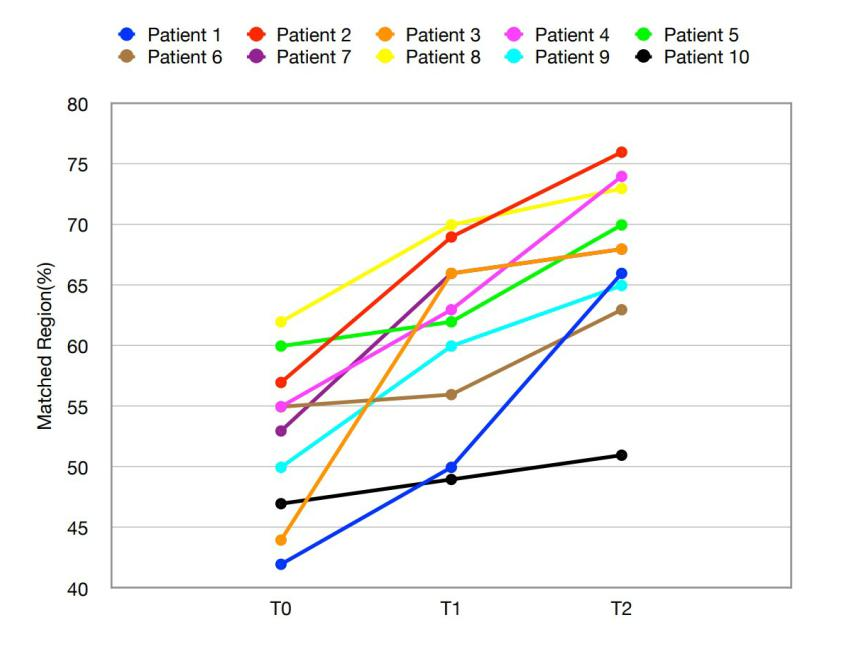 Patient 1 Patient 2 Patient 3 Patient 4 Patient 5
Patient 6 Patient 7 Patient 8 Patient 9 Patient 10
80
75
70
65
60
55
50
45
40
Matched Region(%)
T0 T1 T2